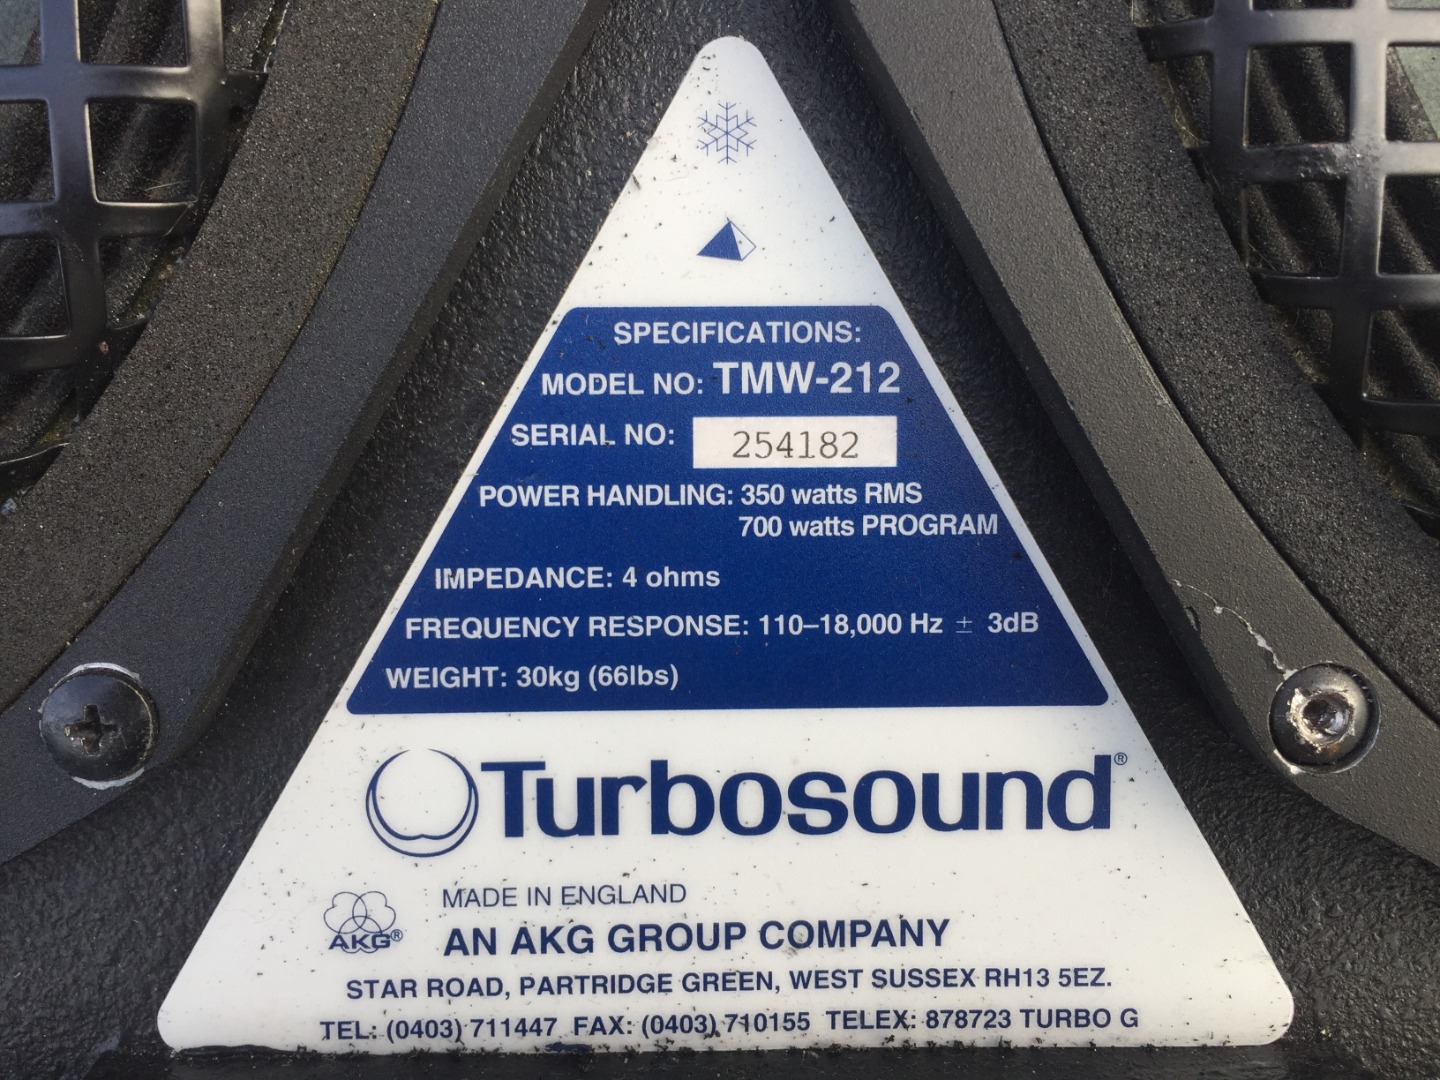 SPECIFICATIONS:
MODEL NO: TMW-212
SERIAL NO: 254182
POWER HANDLING: 350 watts RMS
700 watts PROGRAM
IMPEDANCE: 4 ohms
FREQUENCY RESPONSE: 110–18,000 Hz ± 3dB
WEIGHT: 30kg (66lbs)
Turbosound®
MADE IN ENGLAND
AKG® AN AKG GROUP COMPANY
STAR ROAD, PARTRIDGE GREEN, WEST SUSSEX RH13 5EZ.
TEL: (0403) 711447 FAX: (0403) 710155 TELEX: 878723 TURBO G